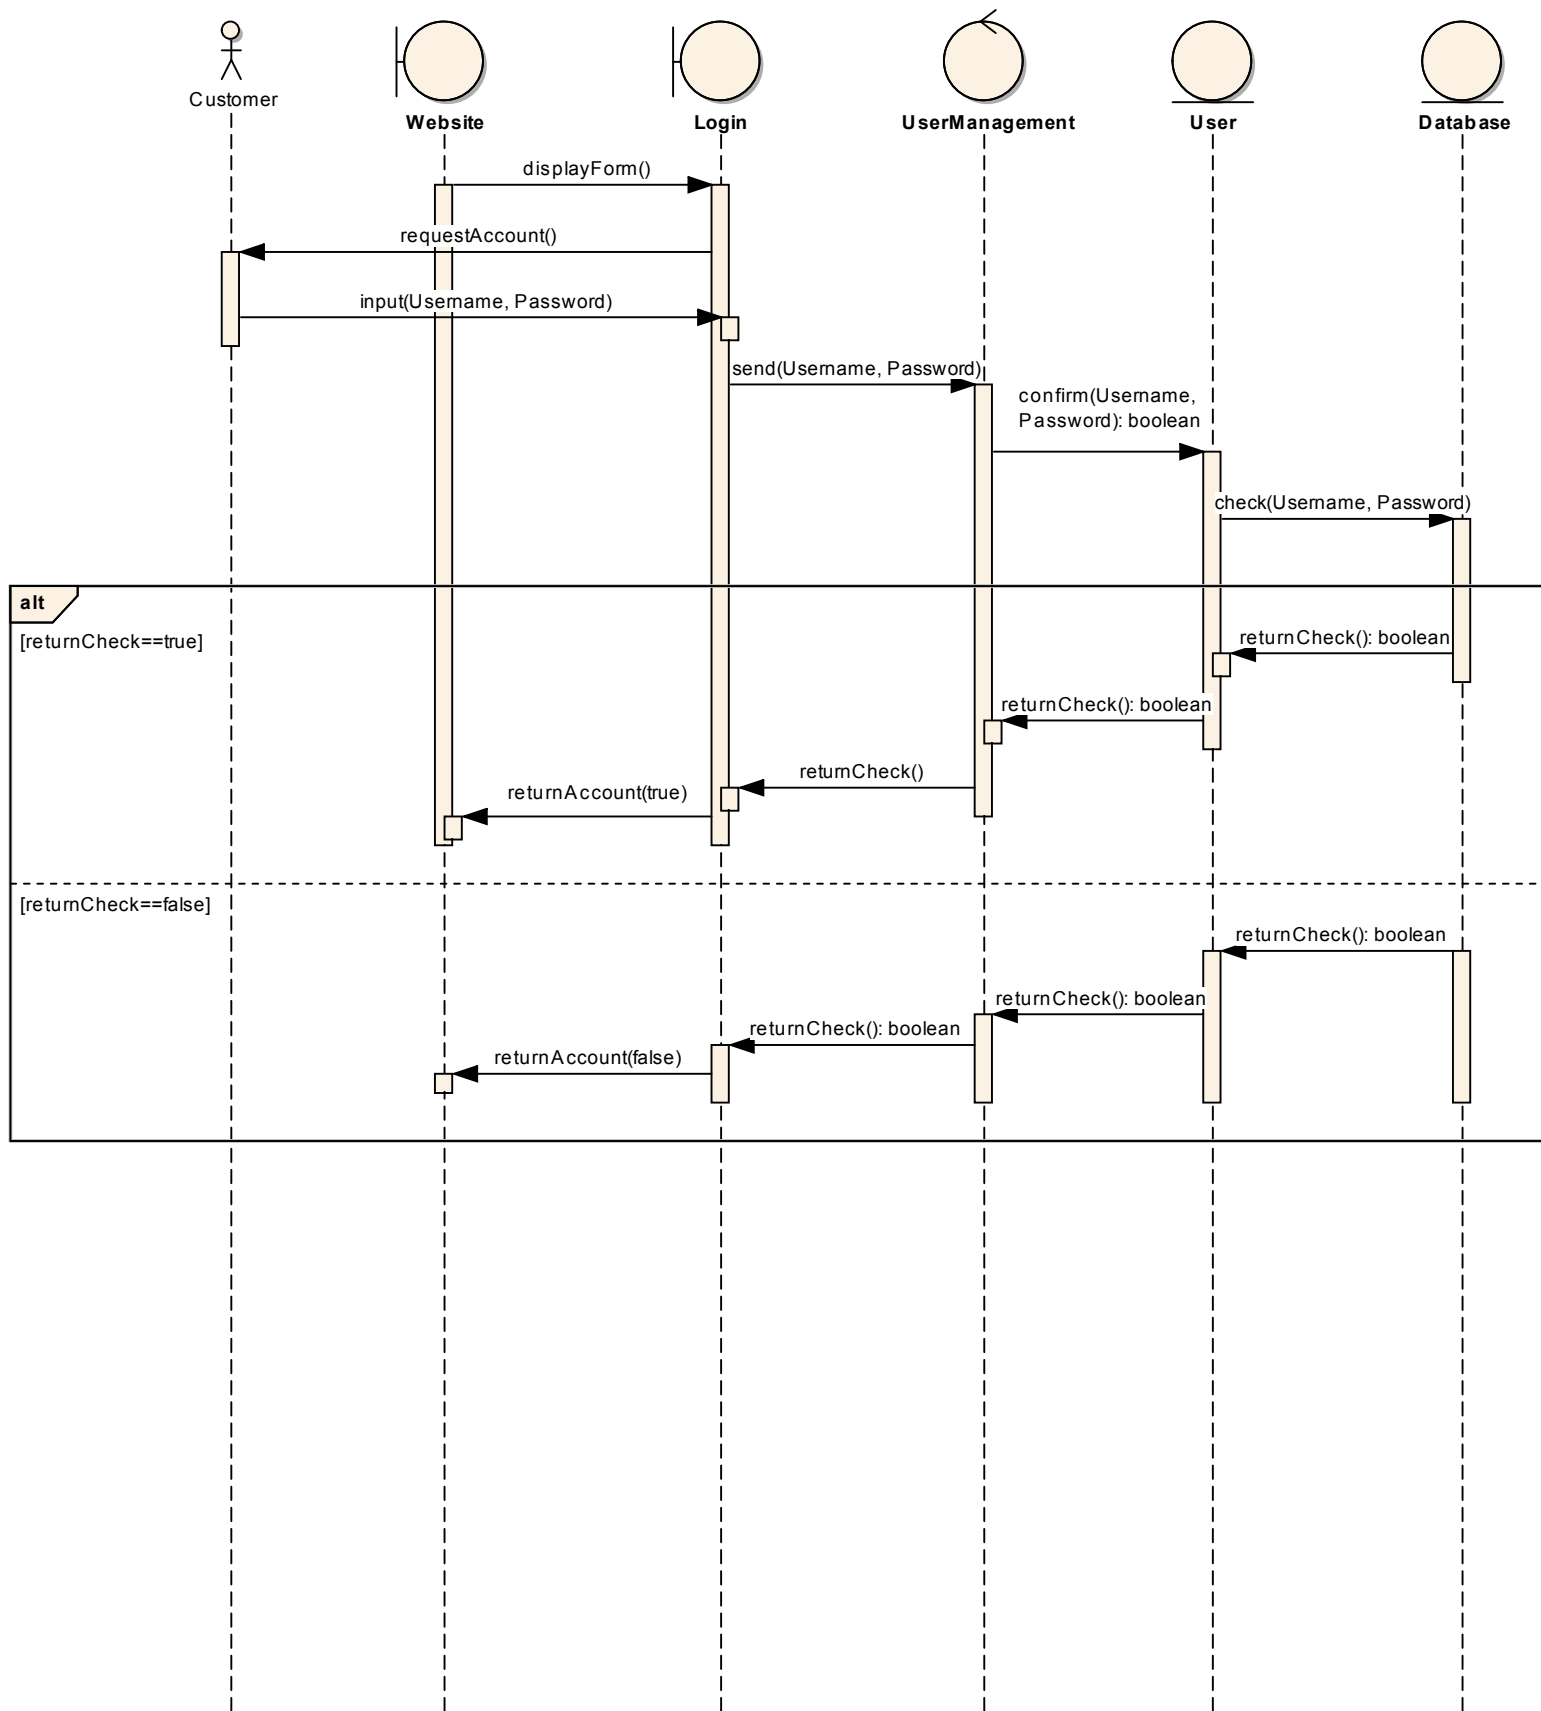 Customer
Website
Login
UserManagement
User
Database
displayForm()
requestAccount()
input(Username, Password)
send(Username, Password)
confirm(Username,
Password): boolean
check(Username, Password)
alt
[returnCheck==true]
returnCheck(): boolean
returnCheck(): boolean
returnCheck()
returnAccount(true)
[returnCheck==false]
returnCheck(): boolean
returnCheck(): boolean
returnCheck(): boolean
returnAccount(false)